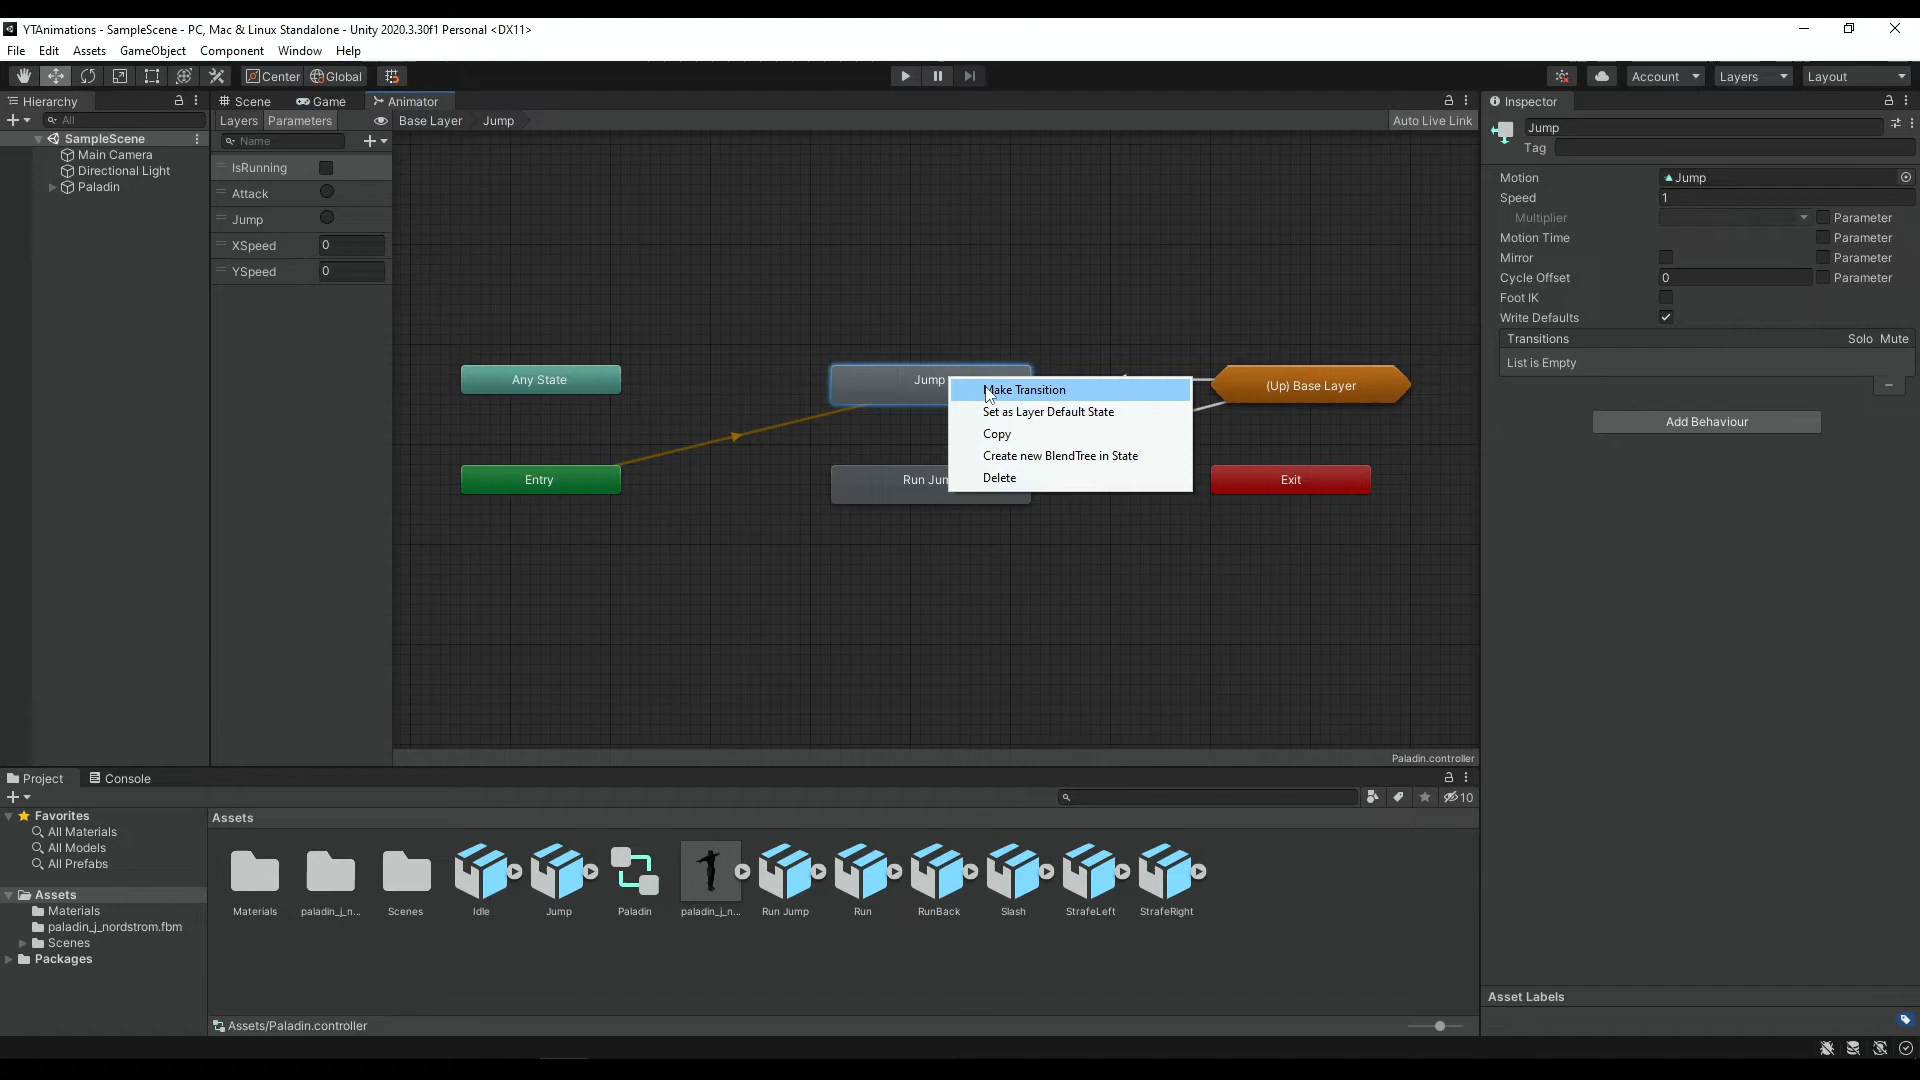 YTAnimations - SampleScene - PC, Mac & Linux Standalone - Unity 2020.3.30f1 Personal <DX11>
File Edit Assets GameObject Component Window Help
Center Global Account Layers Layout
Hierarchy
All
SampleScene
Main Camera
Directional Light
Paladin
Scene Game Animator
Layers Parameters Base Layer Jump Auto Live Link
Name
IsRunning
Attack
Jump
XSpeed 0
YSpeed 0
Any State
Entry
Jump
Run Jum
(Up) Base Layer
Exit
Make Transition
Set as Layer Default State
Copy
Create new BlendTree in State
Delete
Paladin.controller
Inspector
Jump
Tag
Motion Jump
Speed 1
Multiplier Parameter
Motion Time Parameter
Mirror Parameter
Cycle Offset 0 Parameter
Foot IK
Write Defaults
Transitions Solo Mute
List is Empty
Add Behaviour
Asset Labels
Project Console
10
Favorites
All Materials
All Models
All Prefabs
Assets
Materials
paladin_j_nordstrom.fbm
Scenes
Packages
Assets
Materials paladin_j_n... Scenes Idle Jump Paladin paladin_j_n... Run Jump Run RunBack Slash StrafeLeft StrafeRight
Assets/Paladin.controller